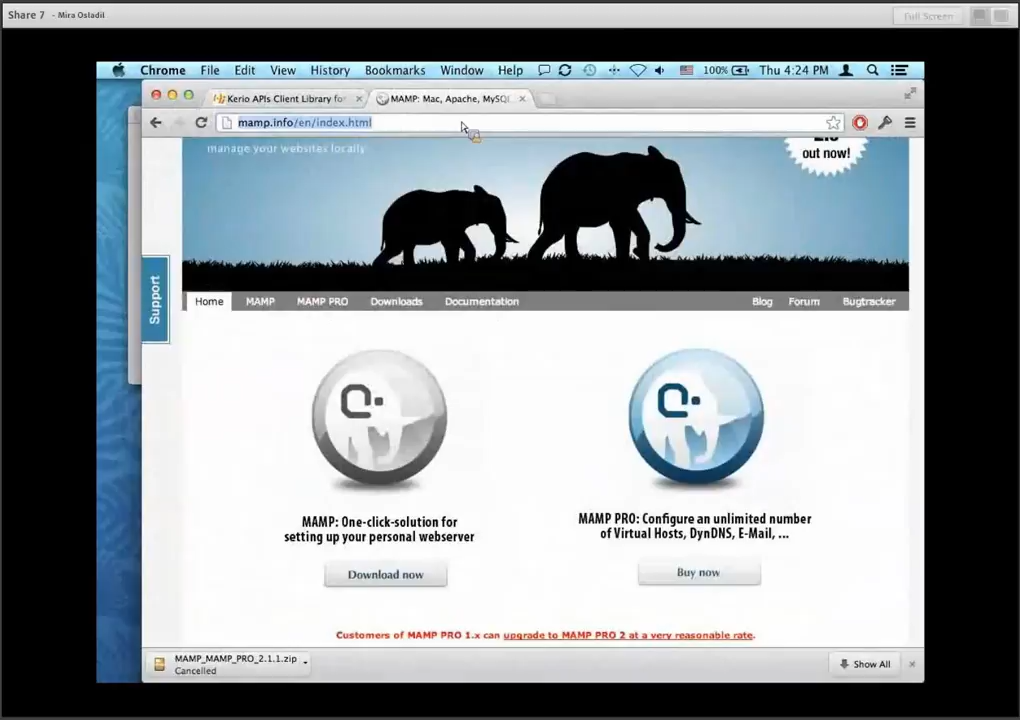 Share 7 - Mira Osladil
Full Screen
Chrome File Edit View History Bookmarks Window Help 100% Thu 4:24 PM
Kerio APIs Client Library for
MAMP: Mac, Apache, MySQL
mamp.info/en/index.html
manage your websites locally
out now!
Support
Home MAMP MAMP PRO Downloads Documentation Blog Forum Bugtracker
MAMP: One-click-solution for
setting up your personal webserver
Download now
MAMP PRO: Configure an unlimited number
of Virtual Hosts, DynDNS, E-Mail, ...
Buy now
Customers of MAMP PRO 1.x can upgrade to MAMP PRO 2 at a very reasonable rate.
MAMP_MAMP_PRO_2.1.1.zip
Cancelled
Show All